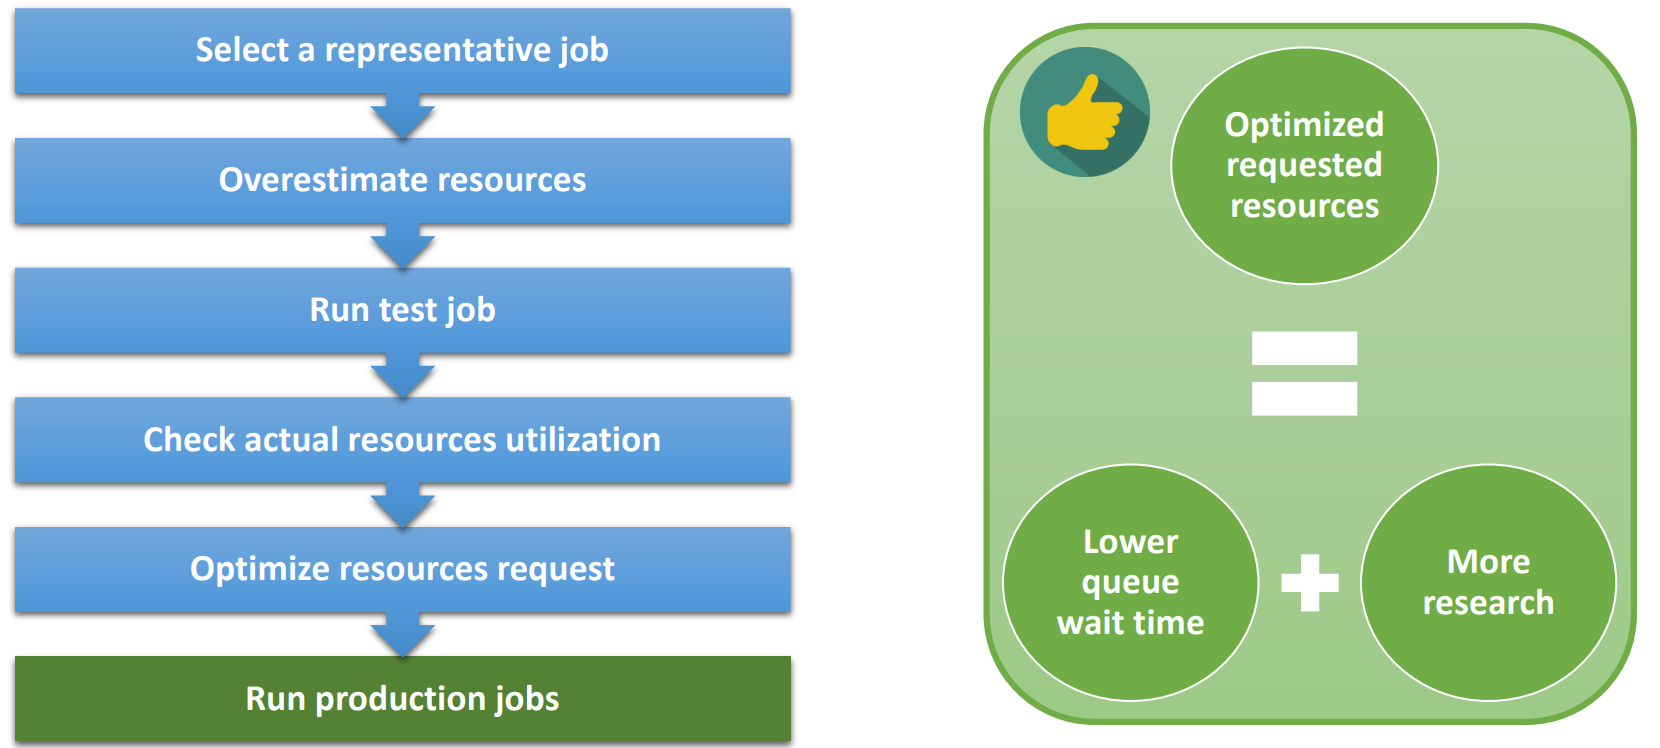 Select a representative job
Overestimate resources
Run test job
Check actual resources utilization
Optimize resources request
Run production jobs
Optimized
requested
resources
Lower
queue
wait time
More
research